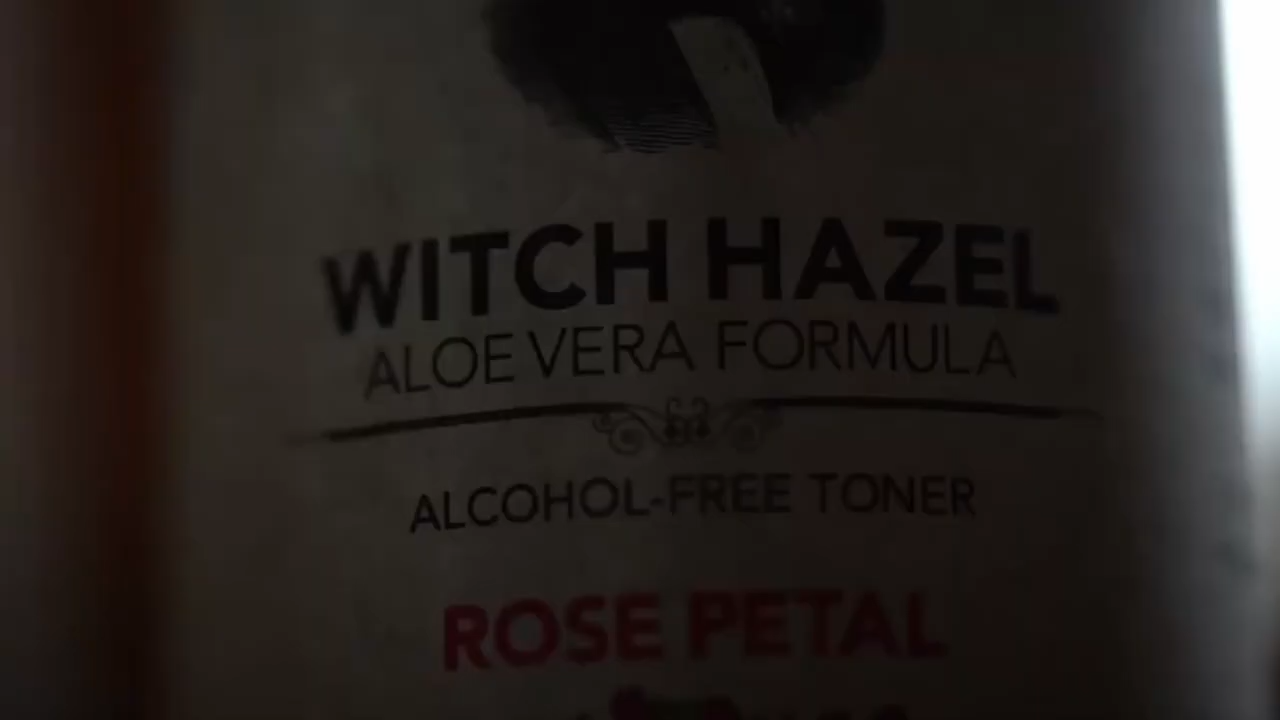 WITCH HAZEL
ALOE VERA FORMULA
ALCOHOL-FREE TONER
ROSE PETAL